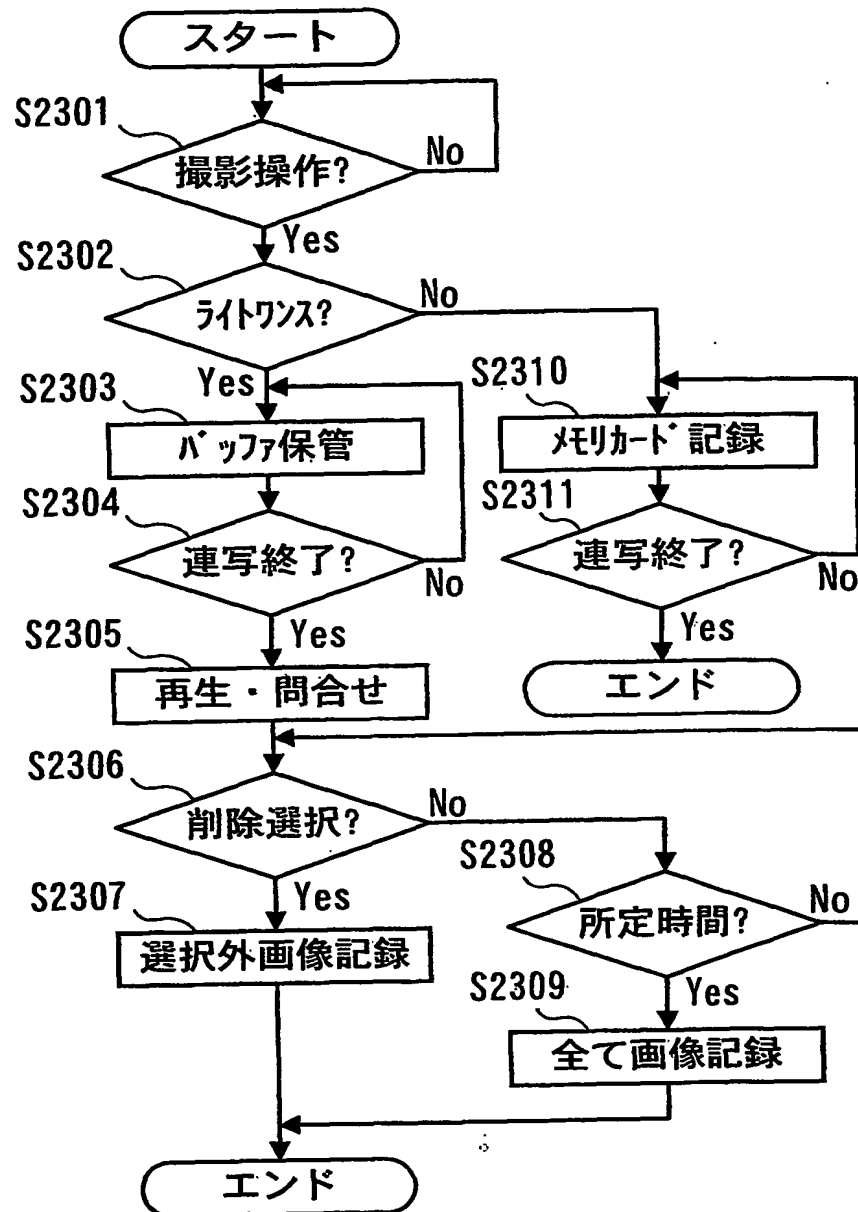 スタート
S2301
撮影操作?
No
Yes
S2302
ライトワンス?
No
Yes
S2303
バッファ保管
S2310
メモリカード記録
S2304
連写終了?
No
S2311
連写終了?
No
Yes
Yes
S2305
再生・問合せ
エンド
S2306
削除選択?
No
Yes
S2308
所定時間?
No
S2307
選択外画像記録
Yes
S2309
全て画像記録
エンド